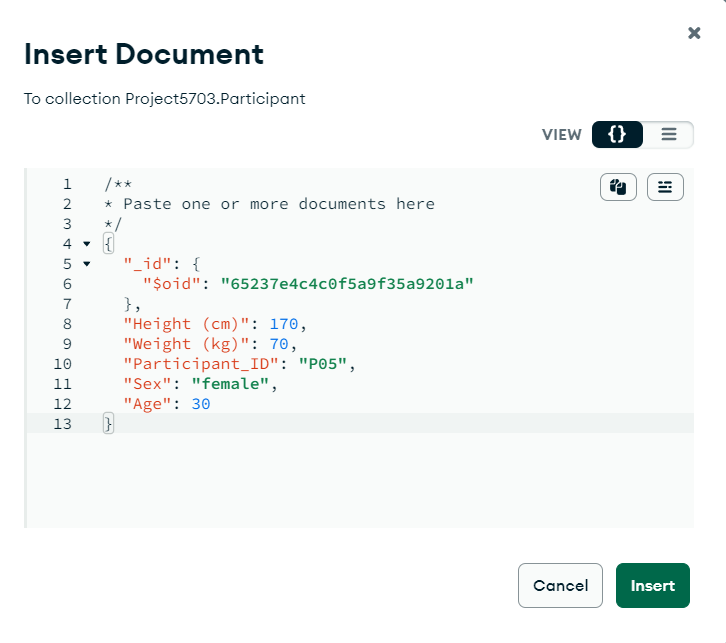 Insert Document
To collection Project5703.Participant
VIEW {}
1 /**
2 * Paste one or more documents here
3 */
4 {
5 "_id": {
6 "$oid": "65237e4c4c0f5a9f35a9201a"
7 },
8 "Height (cm)": 170,
9 "Weight (kg)": 70,
10 "Participant_ID": "P05",
11 "Sex": "female",
12 "Age": 30
13 }
Cancel Insert